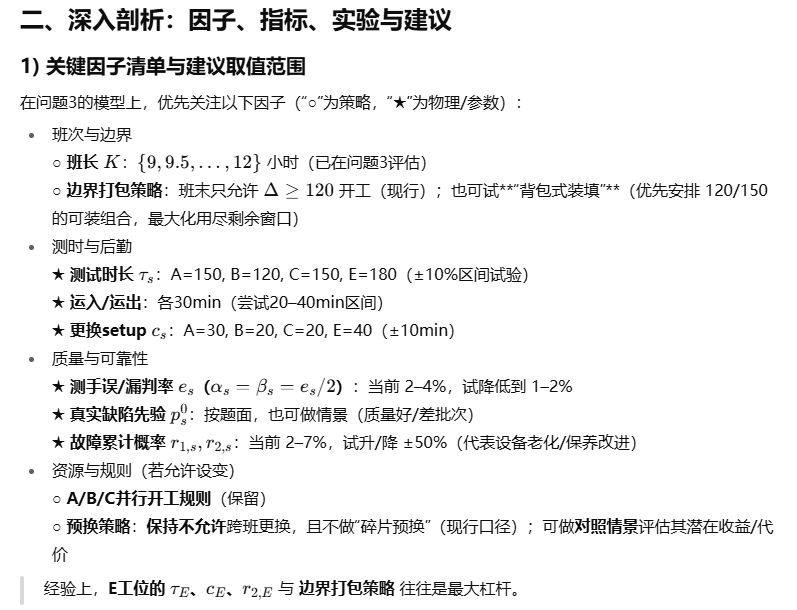 二、深入剖析：因子、指标、实验与建议
1) 关键因子清单与建议取值范围
在问题3的模型上，优先关注以下因子（“○”为策略，“★”为物理/参数）：
• 班次与边界
○ 班长 K：{9, 9.5, . . . , 12} 小时（已在问题3评估）
○ 边界打包策略：班末只允许 Δ ≥ 120 开工（现行）；也可试**“背包式装填”**（优先安排 120/150
的可装组合，最大化用尽剩余窗口）
• 测时与后勤
★ 测试时长 τₛ：A=150, B=120, C=150, E=180（±10%区间试验）
★ 运入/运出：各30min（尝试20–40min区间）
★ 更换setup cₛ：A=30, B=20, C=20, E=40（±10min）
• 质量与可靠性
★ 测手误/漏判率 eₛ（αₛ = βₛ = eₛ/2）：当前 2–4%，试降低到 1–2%
★ 真实缺陷先验 pₛ⁰：按题面，也可做情景（质量好/差批次）
★ 故障累计概率 r₁,ₛ, r₂,ₛ：当前 2–7%，试升/降 ±50%（代表设备老化/保养改进）
• 资源与规则（若允许设变）
○ A/B/C并行开工规则（保留）
○ 预换策略：保持不允许跨班更换，且不做“碎片预换”（现行口径）；可做对照情景评估其潜在收益/代
价
经验上，E工位的 τ_E、c_E、r_{2,E} 与 边界打包策略 往往是最大杠杆。